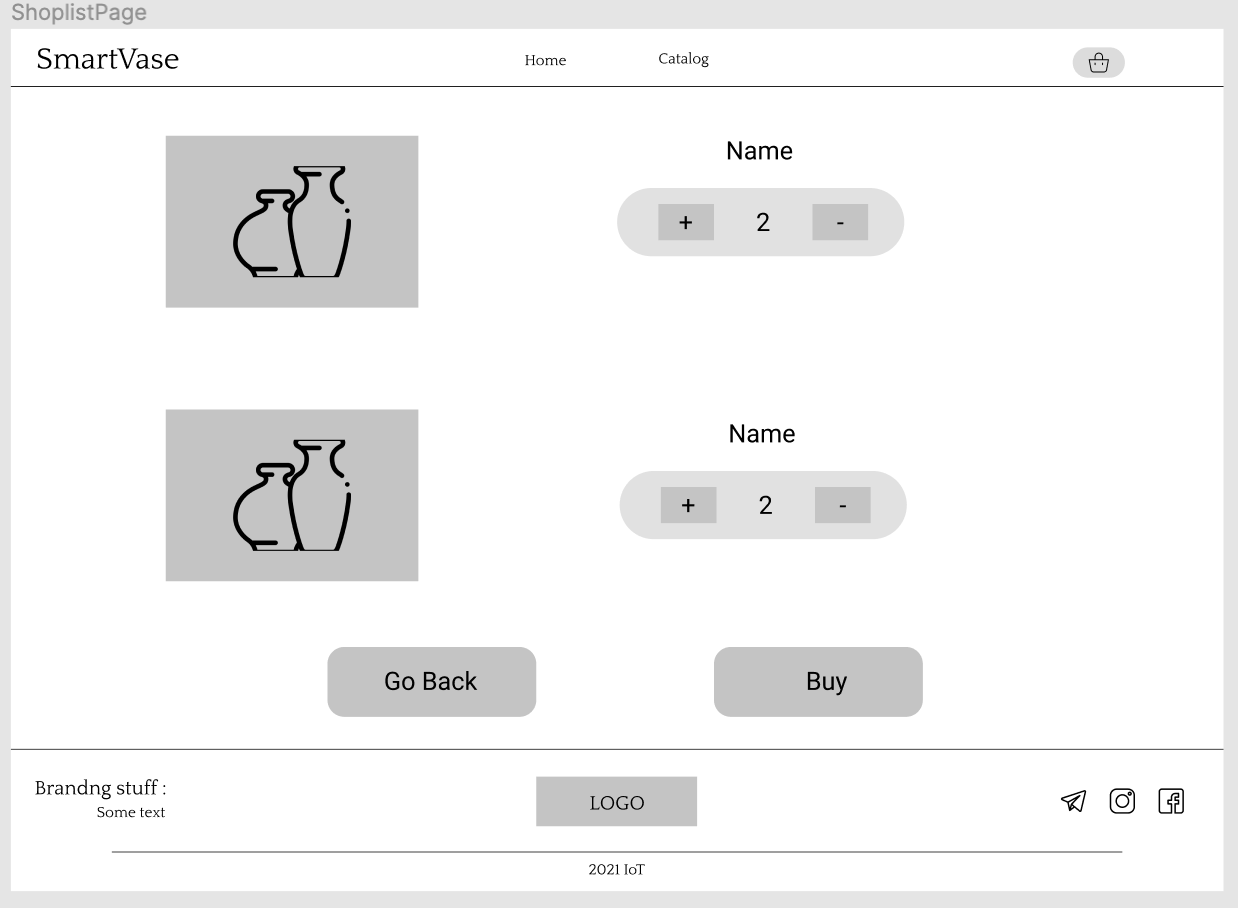 ShoplistPage
SmartVase
Home
Catalog
Name
+ 2 -
Name
+ 2 -
Go Back
Buy
Brandng stuff :
Some text
LOGO
2021 IoT